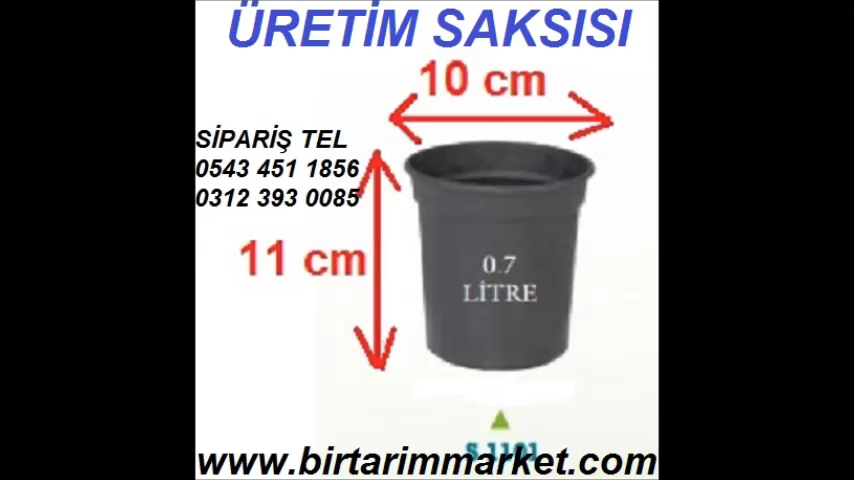 ÜRETİM SAKSISI
10 cm
SİPARİŞ TEL
0543 451 1856
0312 393 0085
11 cm
0.7
LİTRE
S 1101
www.birtarimmarket.com